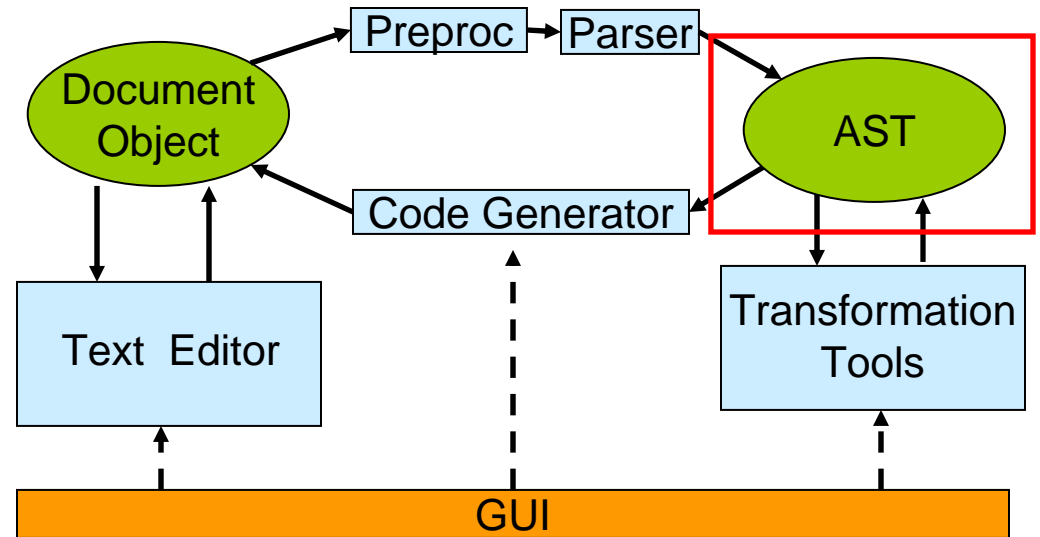 Preproc
Parser
Document
Object
AST
Code Generator
Text Editor
Transformation
Tools
GUI